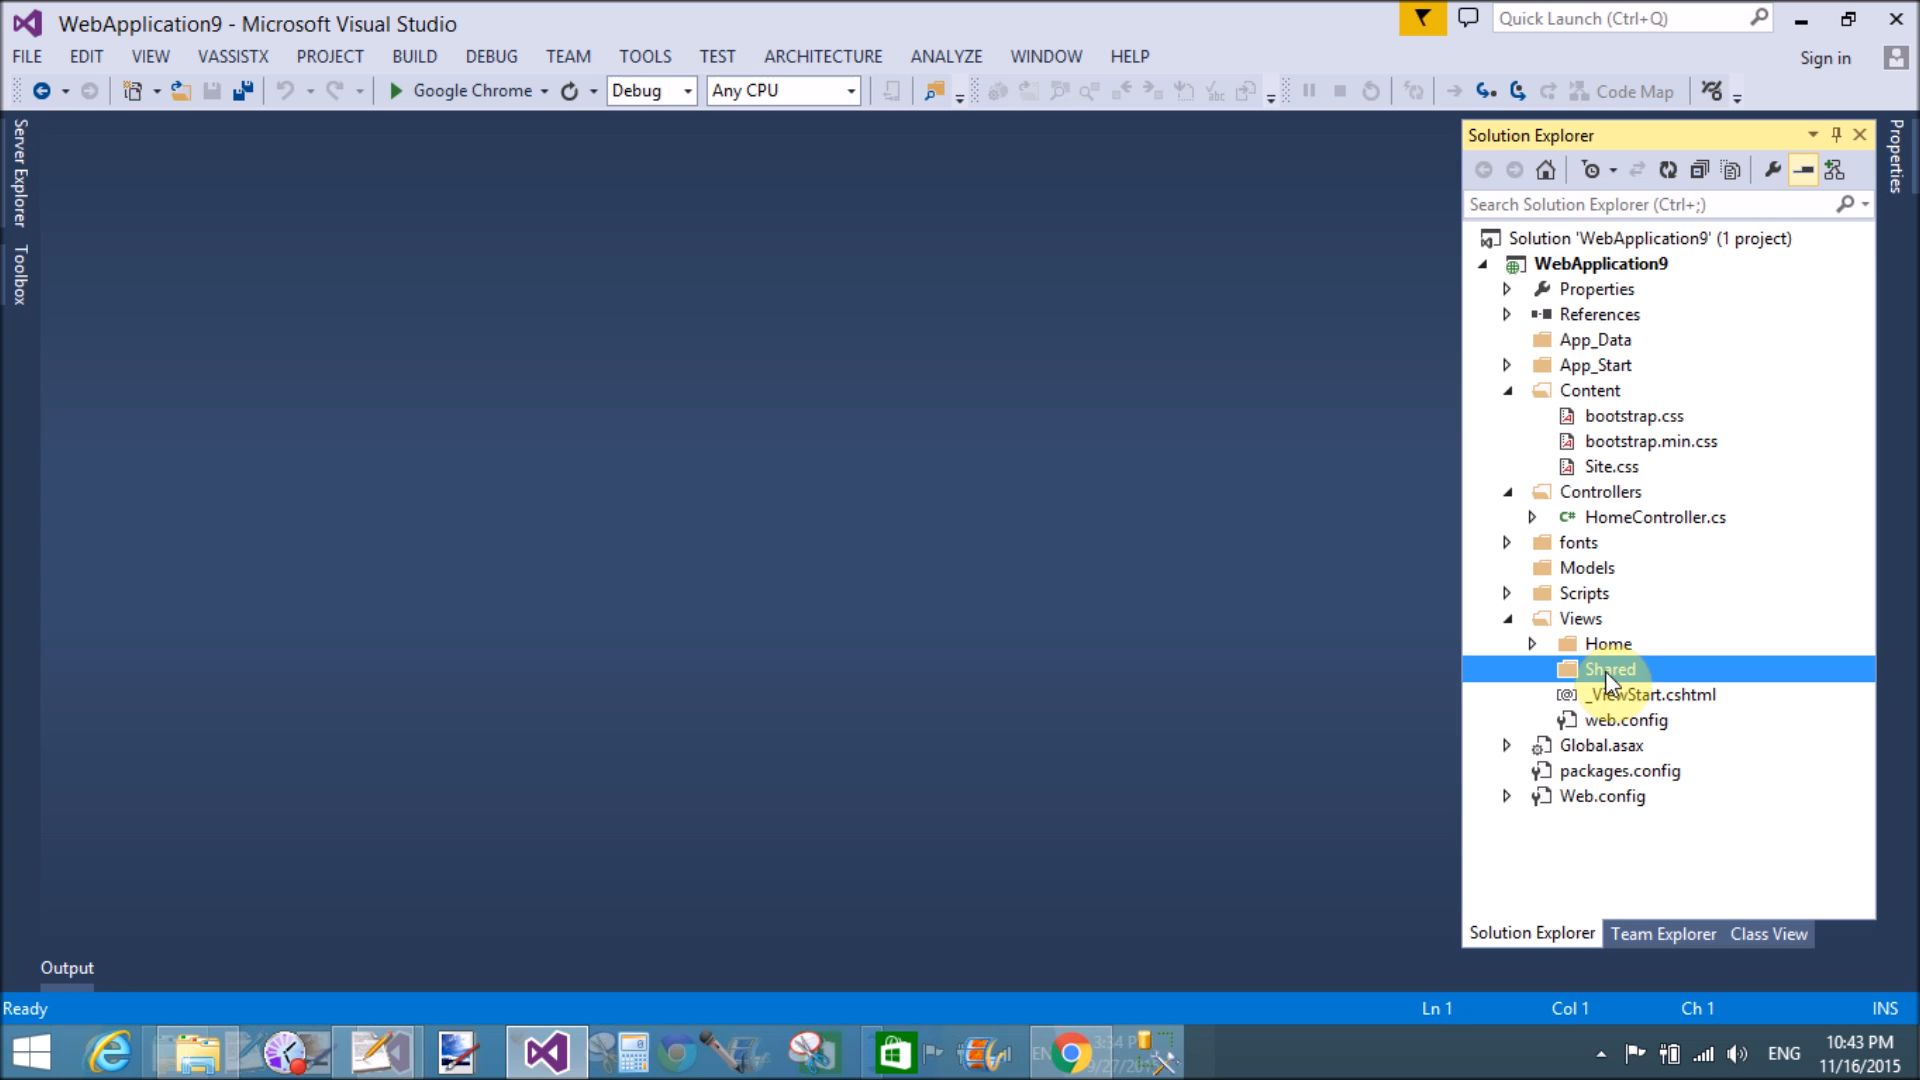 WebApplication9 - Microsoft Visual Studio
Quick Launch (Ctrl+Q)
FILE EDIT VIEW VASSISTX PROJECT BUILD DEBUG TEAM TOOLS TEST ARCHITECTURE ANALYZE WINDOW HELP
Sign in
Google Chrome Debug Any CPU Code Map
Server Explorer
Toolbox
Properties
Solution Explorer
Search Solution Explorer (Ctrl+;)
Solution 'WebApplication9' (1 project)
WebApplication9
Properties
References
App_Data
App_Start
Content
bootstrap.css
bootstrap.min.css
Site.css
Controllers
C# HomeController.cs
fonts
Models
Scripts
Views
Home
Shared
_ViewStart.cshtml
web.config
Global.asax
packages.config
Web.config
Solution Explorer Team Explorer Class View
Output
Ready Ln 1 Col 1 Ch 1 INS
ENG
10:43 PM
11/16/2015